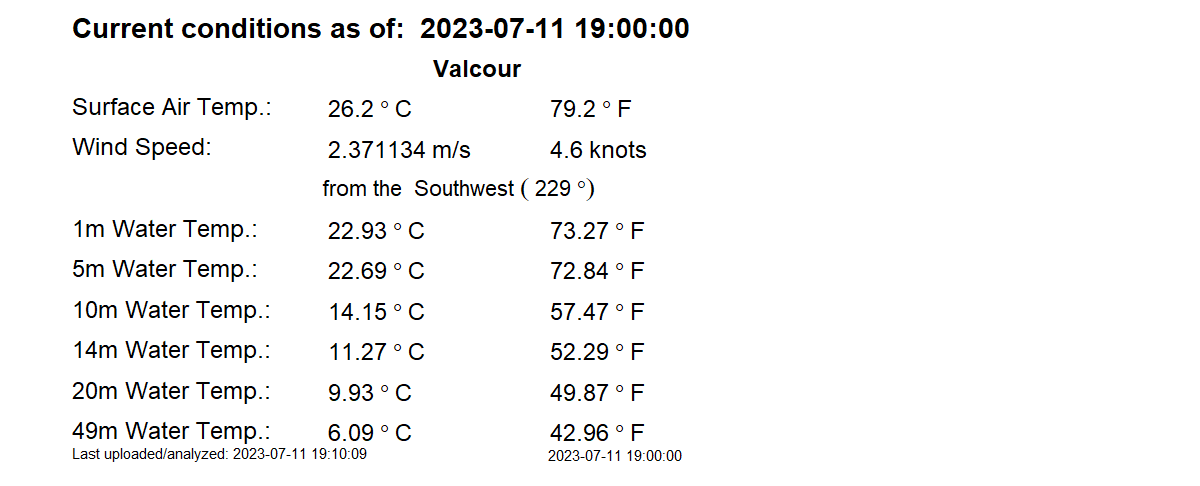 Current conditions as of:  2023-07-11 19:00:00
Valcour
Surface Air Temp.: 26.2 ° C 79.2 ° F
Wind Speed: 2.371134 m/s 4.6 knots
from the  Southwest ( 229 °)
1m Water Temp.: 22.93 ° C 73.27 ° F
5m Water Temp.: 22.69 ° C 72.84 ° F
10m Water Temp.: 14.15 ° C 57.47 ° F
14m Water Temp.: 11.27 ° C 52.29 ° F
20m Water Temp.: 9.93 ° C 49.87 ° F
49m Water Temp.: 6.09 ° C 42.96 ° F
Last uploaded/analyzed: 2023-07-11 19:10:09 2023-07-11 19:00:00